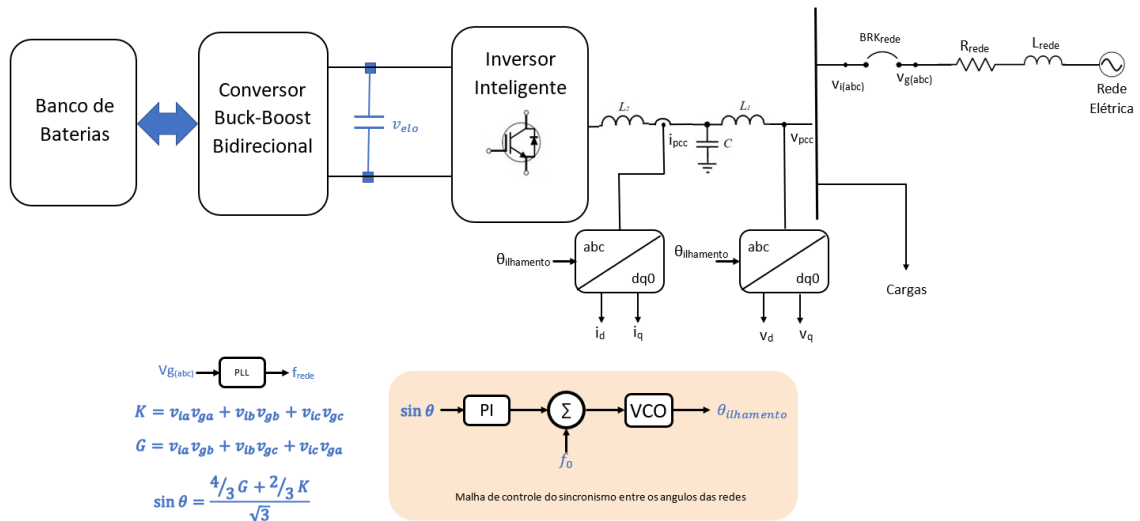 Banco de
Baterias
Conversor
Buck-Boost
Bidirecional
v_elo
Inversor
Inteligente
L₂
i_pcc
C
L₁
v_pcc
V_i(abc)
BRK_rede
V_g(abc)
R_rede
L_rede
Rede
Elétrica
θ_ilhamento
abc
dq0
i_d
i_q
θ_ilhamento
abc
dq0
v_d
v_q
Cargas
Vg_(abc)
PLL
f_rede
K = v_ia v_ga + v_ib v_gb + v_ic v_gc
G = v_ia v_gb + v_ib v_gc + v_ic v_ga
sin θ = (4/3 G + 2/3 K) / √3
sin θ
PI
Σ
f₀
VCO
θ_ilhamento
Malha de controle do sincronismo entre os angulos das redes